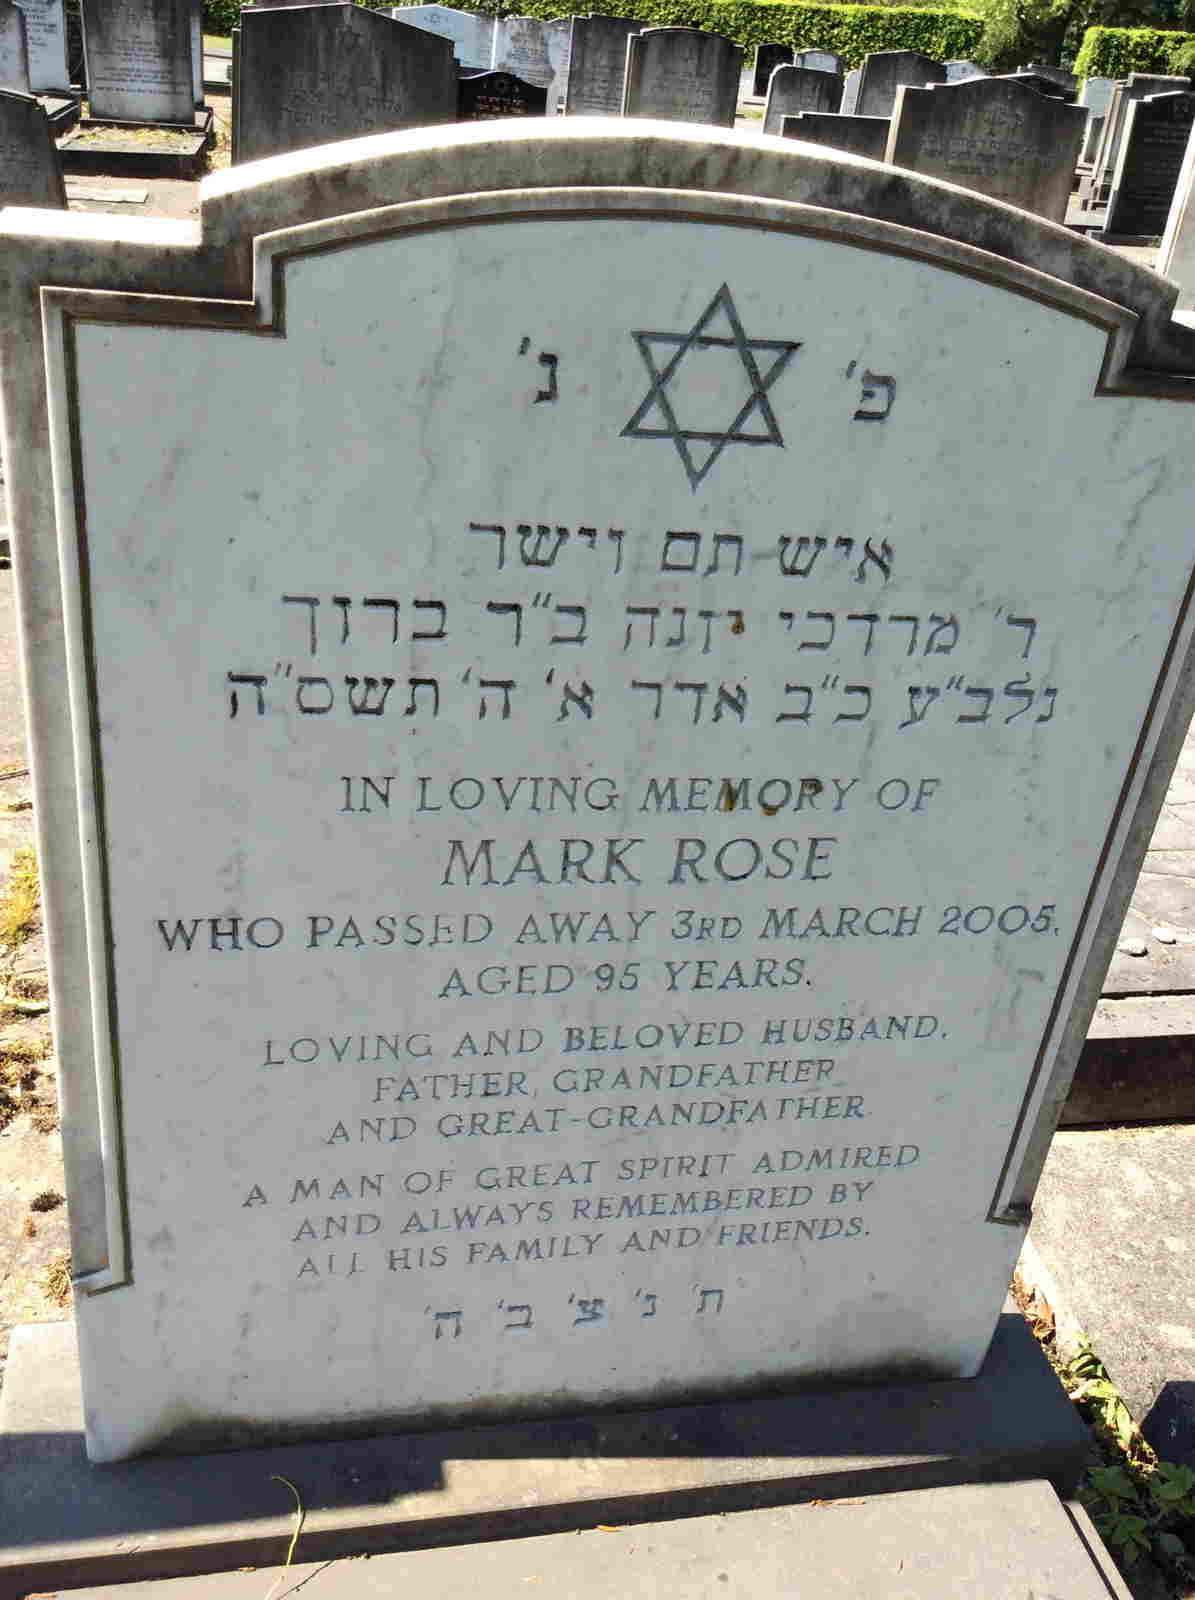 פ' נ'
איש תם וישר
ר' מרדכי יונה ב"ר ברוך
נלב"ע כ"ב אדר א' ה' תשס"ה
IN LOVING MEMORY OF
MARK ROSE
WHO PASSED AWAY 3RD MARCH 2005.
AGED 95 YEARS.
LOVING AND BELOVED HUSBAND,
FATHER, GRANDFATHER
AND GREAT-GRANDFATHER
A MAN OF GREAT SPIRIT ADMIRED
AND ALWAYS REMEMBERED BY
ALL HIS FAMILY AND FRIENDS.
ת' נ' צ' ב' ה'